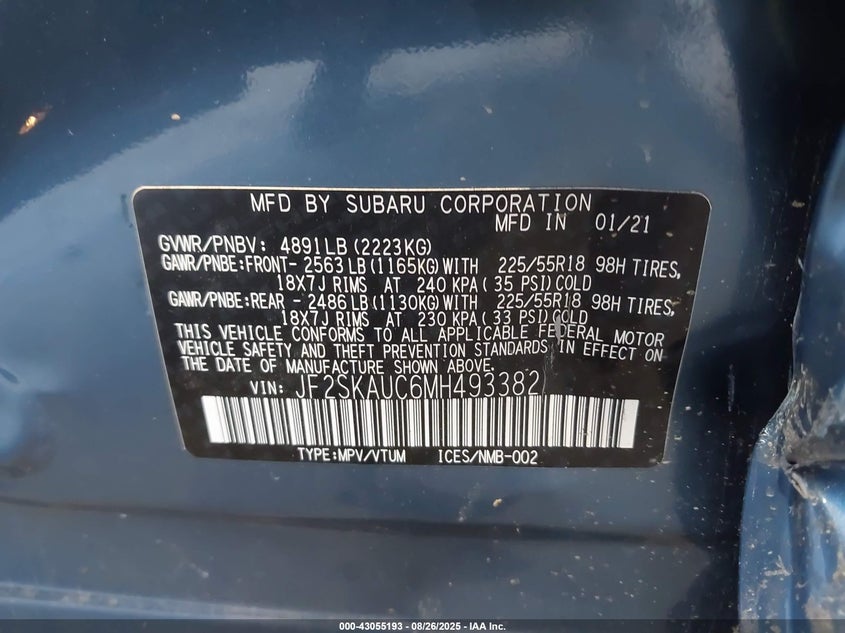 MFD BY SUBARU CORPORATION
MFD IN 01/21
GVWR/PNBV: 4891LB (2223KG)
GAWR/PNBE:FRONT- 2563 LB (1165KG) WITH 225/55R18 98H TIRES,
18X7J RIMS AT 240 KPA ( 35 PSI) COLD
GAWR/PNBE:REAR - 2486 LB (1130KG) WITH 225/55R18 98H TIRES,
18X7J RIMS AT 230 KPA ( 33 PSI) COLD
THIS VEHICLE CONFORMS TO ALL APPLICABLE FEDERAL MOTOR
VEHICLE SAFETY AND THEFT PREVENTION STANDARDS IN EFFECT ON
THE DATE OF MANUFACTURE SHOWN ABOVE.
VIN: JF2SKAUC6MH493382
TYPE:MPV/VTUM ICES/NMB-002
000-43055193 - 08/26/2025 - IAA Inc.